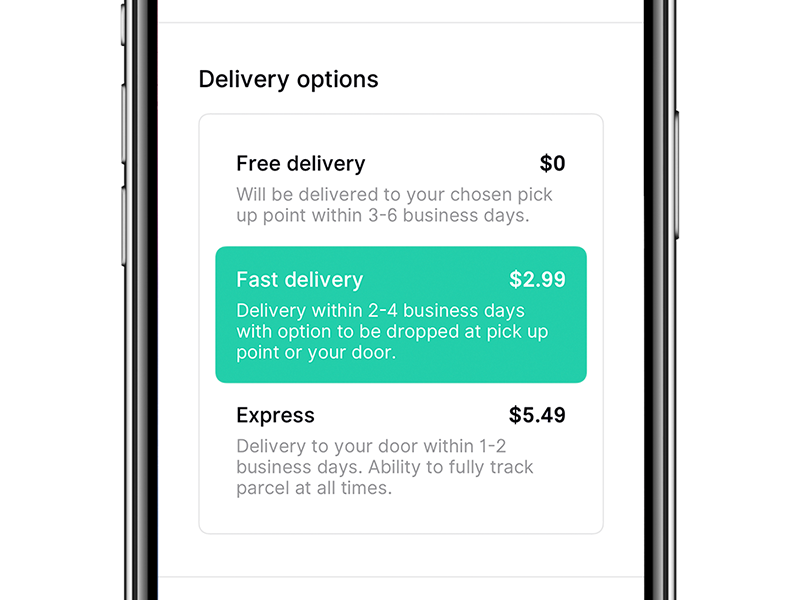 Delivery options
Free delivery $0
Will be delivered to your chosen pick
up point within 3-6 business days.
Fast delivery $2.99
Delivery within 2-4 business days
with option to be dropped at pick up
point or your door.
Express $5.49
Delivery to your door within 1-2
business days. Ability to fully track
parcel at all times.